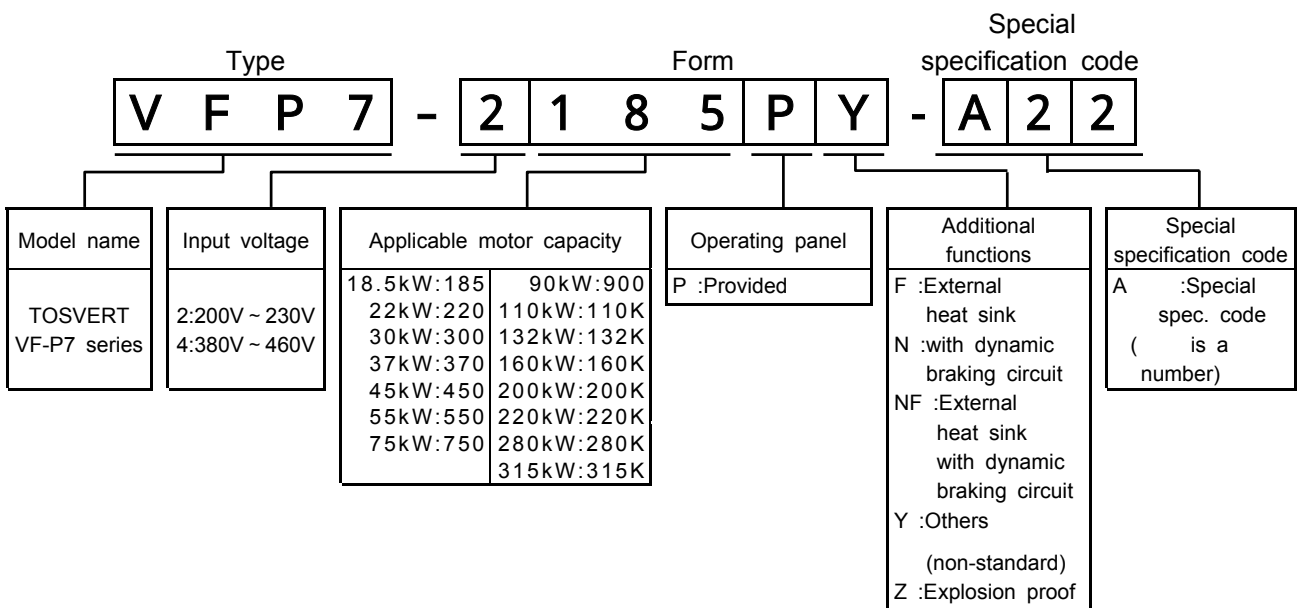 Type
Form
Special
specification code
V F P 7 - 2 1 8 5 P Y - A 2 2
Model name
TOSVERT
VF-P7 series
Input voltage
2:200V ~ 230V
4:380V ~ 460V
Applicable motor capacity
18.5kW:185
22kW:220
30kW:300
37kW:370
45kW:450
55kW:550
75kW:750
90kW:900
110kW:110K
132kW:132K
160kW:160K
200kW:200K
220kW:220K
280kW:280K
315kW:315K
Operating panel
P :Provided
Additional
functions
F :External
heat sink
N :with dynamic
braking circuit
NF :External
heat sink
with dynamic
braking circuit
Y :Others
(non-standard)
Z :Explosion proof
Special
specification code
A :Special
spec. code
( is a
number)